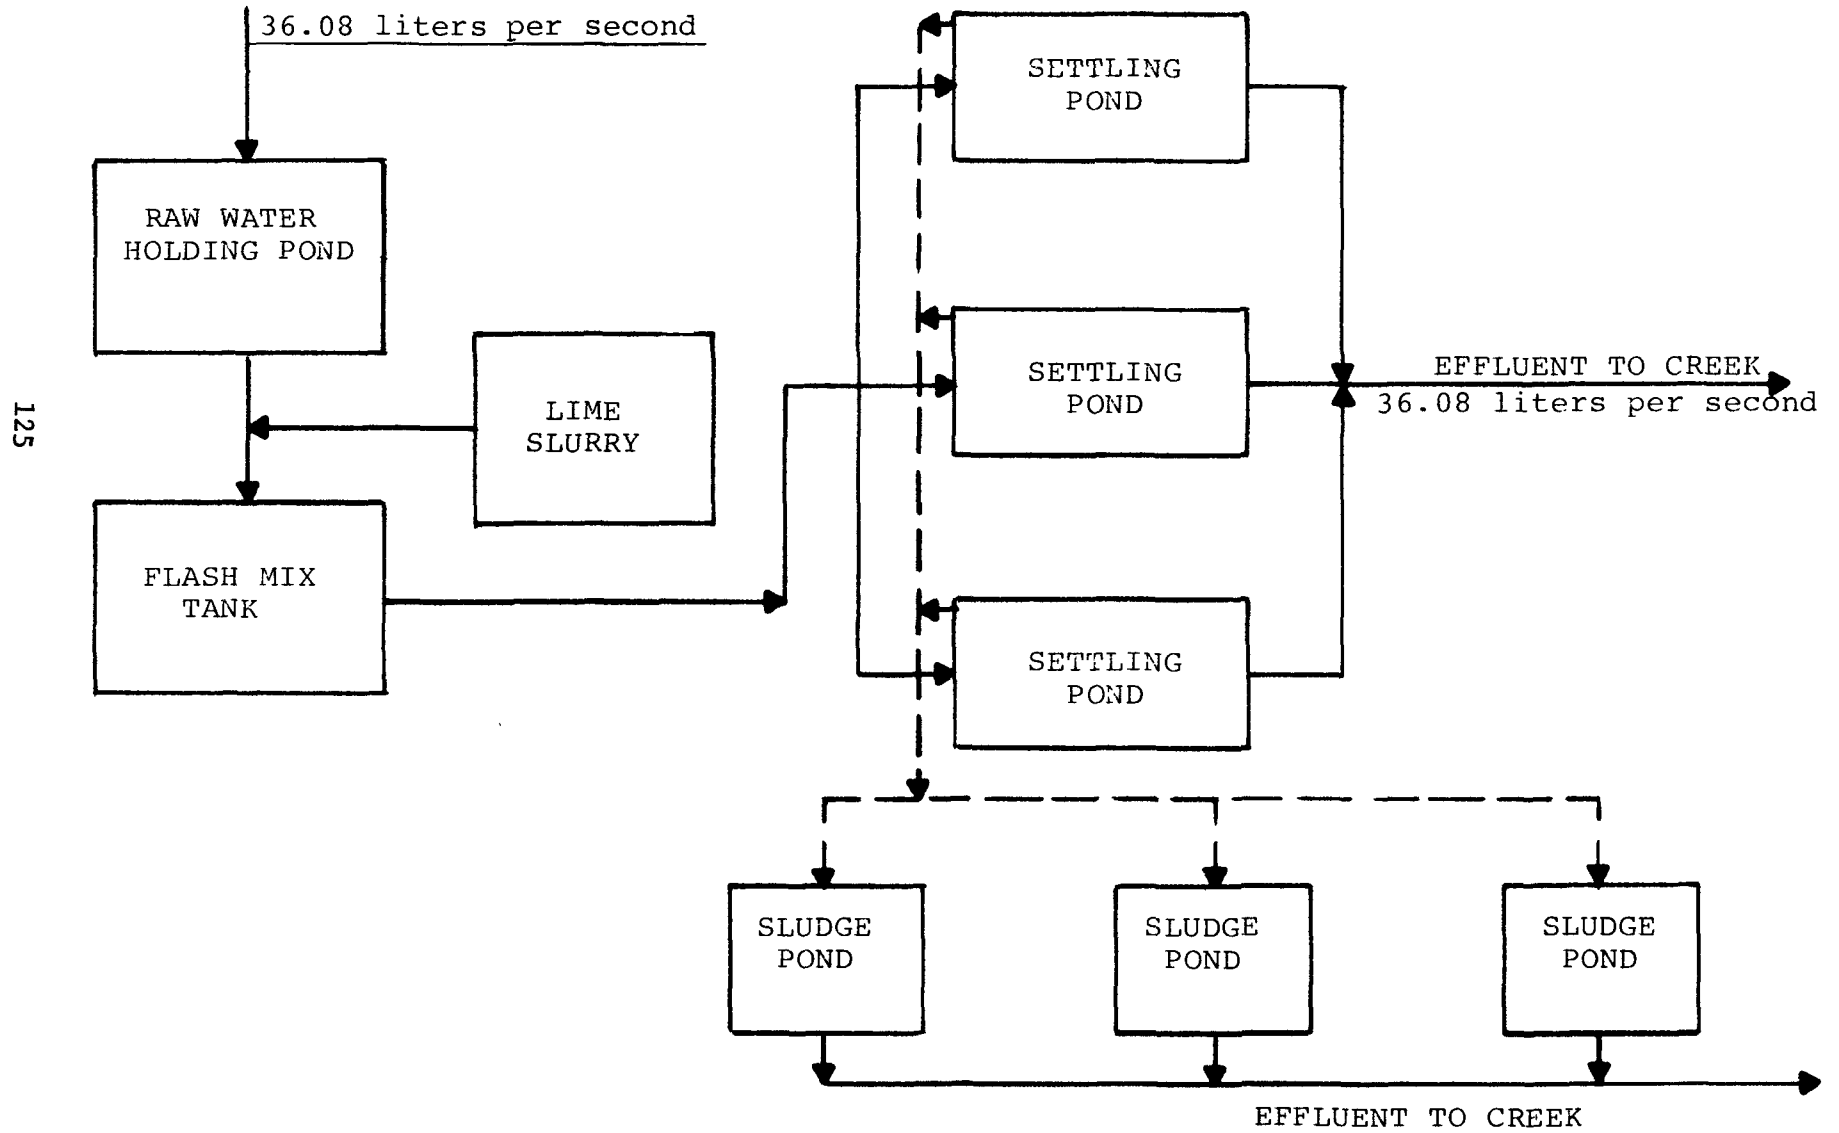 36.08 liters per second
RAW WATER
HOLDING POND
LIME
SLURRY
FLASH MIX
TANK
SETTLING
POND
SETTLING
POND
SETTLING
POND
EFFLUENT TO CREEK
36.08 liters per second
SLUDGE
POND
SLUDGE
POND
SLUDGE
POND
EFFLUENT TO CREEK
125